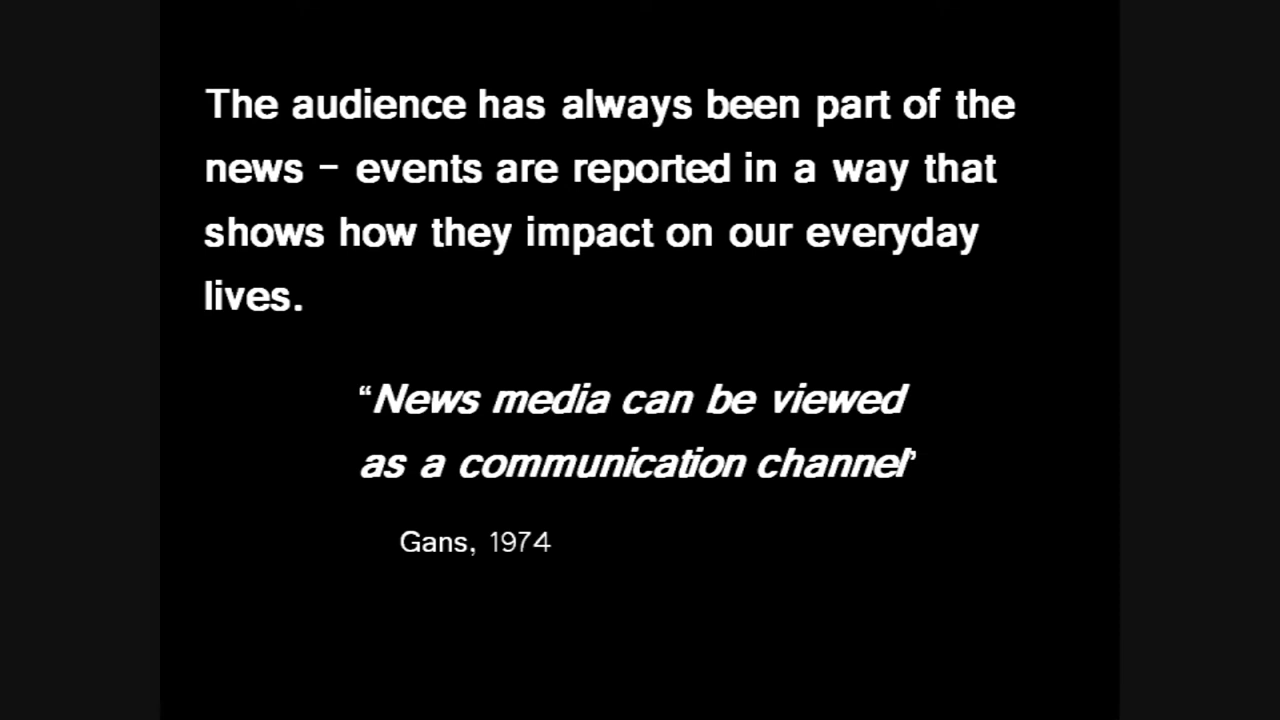 The audience has always been part of the
news – events are reported in a way that
shows how they impact on our everyday
lives.
“News media can be viewed
as a communication channel”
Gans, 1974